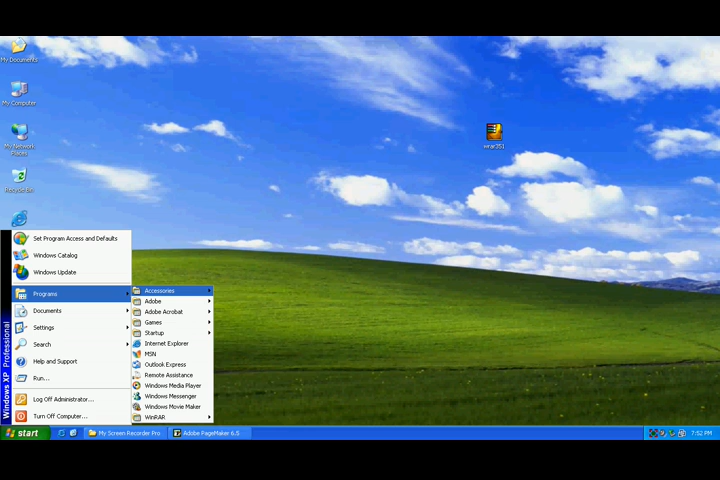 My Documents
My Computer
My Network
Places
Recycle Bin
wrar351
Set Program Access and Defaults
Windows Catalog
Windows Update
Programs
Documents
Settings
Search
Help and Support
Run...
Log Off Administrator...
Turn Off Computer...
Windows XP Professional
Accessories
Adobe
Adobe Acrobat
Games
Startup
Internet Explorer
MSN
Outlook Express
Remote Assistance
Windows Media Player
Windows Messenger
Windows Movie Maker
WinRAR
start
My Screen Recorder Pro
Adobe PageMaker 6.5
7:52 PM